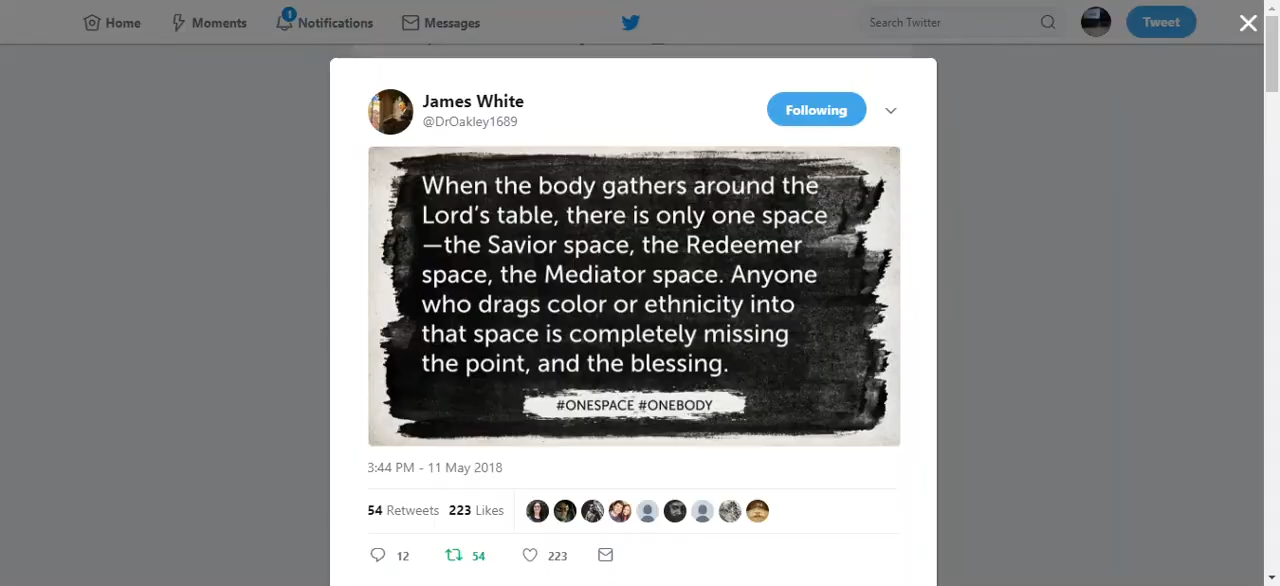 Home Moments 1 Notifications Messages Search Twitter Tweet
James White
@DrOakley1689
Following
When the body gathers around the
Lord's table, there is only one space
—the Savior space, the Redeemer
space, the Mediator space. Anyone
who drags color or ethnicity into
that space is completely missing
the point, and the blessing.
#ONESPACE #ONEBODY
3:44 PM - 11 May 2018
54 Retweets 223 Likes
12 54 223